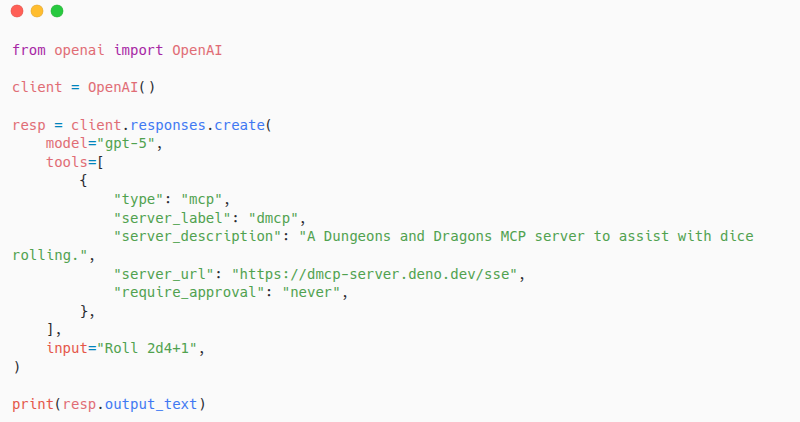 from openai import OpenAI

client = OpenAI()

resp = client.responses.create(
    model="gpt-5",
    tools=[
        {
            "type": "mcp",
            "server_label": "dmcp",
            "server_description": "A Dungeons and Dragons MCP server to assist with dice
rolling.",
            "server_url": "https://dmcp-server.deno.dev/sse",
            "require_approval": "never",
        },
    ],
    input="Roll 2d4+1",
)

print(resp.output_text)